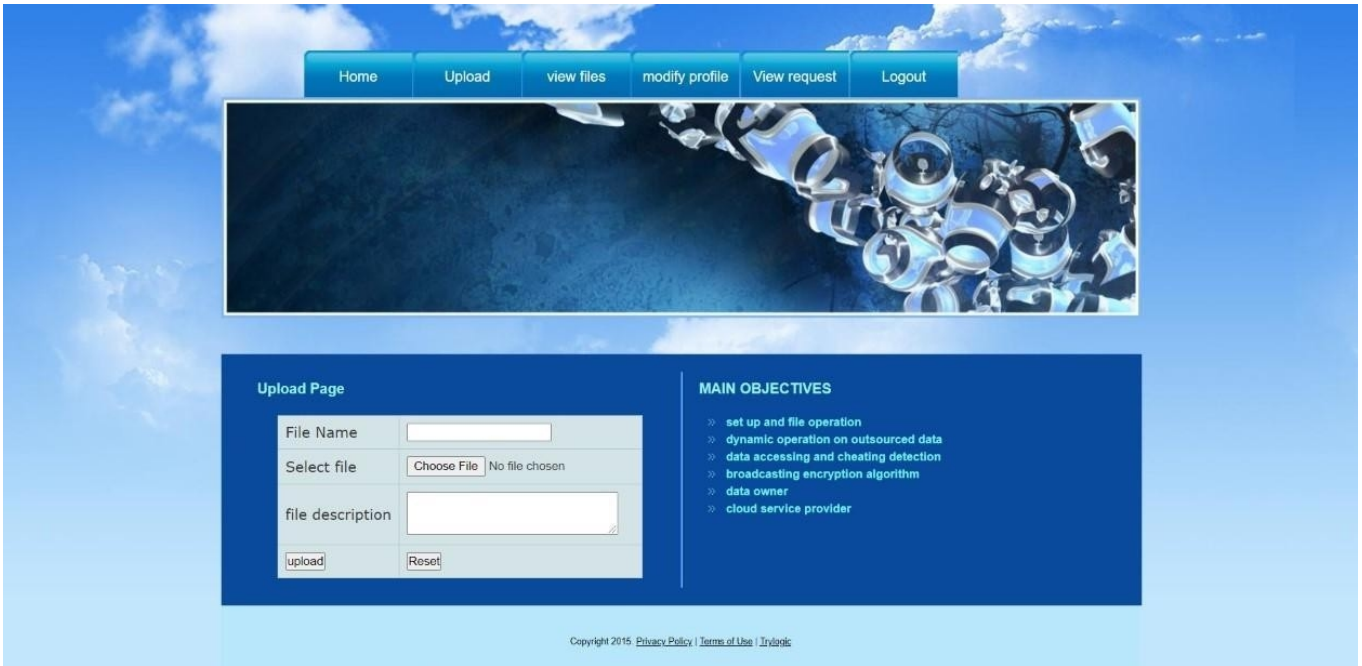 Home Upload view files modify profile View request Logout
Upload Page
File Name
Select file Choose File No file chosen
file description
upload Reset
MAIN OBJECTIVES
» set up and file operation
» dynamic operation on outsourced data
» data accessing and cheating detection
» broadcasting encryption algorithm
» data owner
» cloud service provider
Copyright 2015. Privacy Policy | Terms of Use | Trylogic